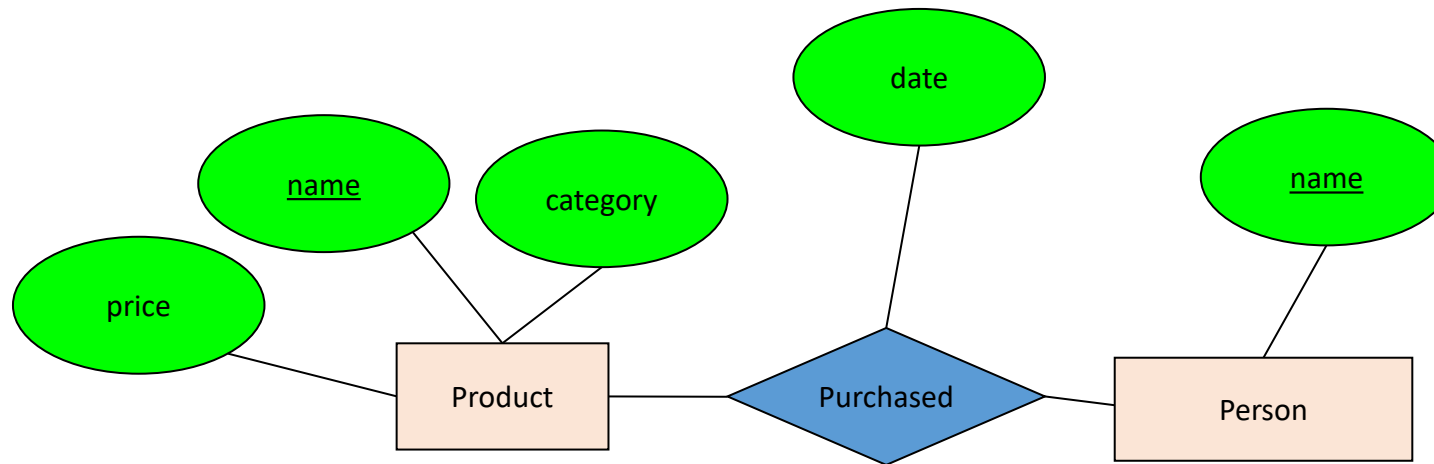 date
name
name
category
price
Product
Purchased
Person